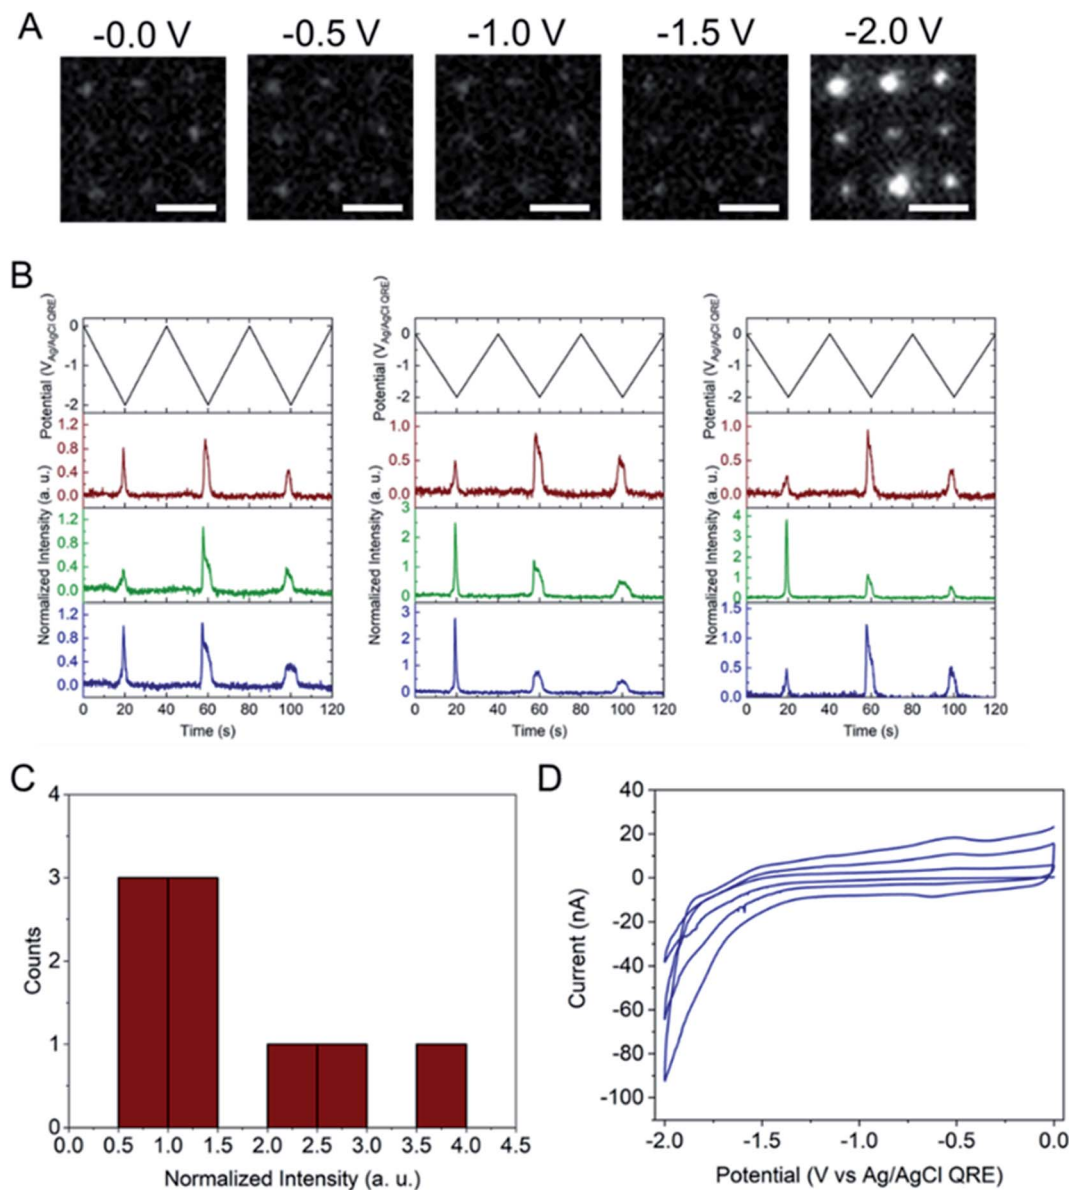 A
-0.0 V -0.5 V -1.0 V -1.5 V -2.0 V
B
Potential (V Ag/AgCl QRE) Potential (V Ag/AgCl QRE) Potential (V Ag/AgCl QRE)
0 0 0
-1 -1 -1
-2 -2 -2
Normalized Intensity (a. u.) Normalized Intensity (a. u.) Normalized Intensity (a. u.)
1.2 1.0 1.0
0.8 0.5 0.5
0.4 0.0 0.0
0.0
1.2 3 4
0.8 2 3
0.4 1 2
0.0 0 1
0
1.2 3 1.5
0.8 2 1.0
0.4 1 0.5
0.0 0 0.0
0 20 40 60 80 100 120 0 20 40 60 80 100 120 0 20 40 60 80 100 120
Time (s) Time (s) Time (s)
C
Counts
4
3
2
1
0
0.0 0.5 1.0 1.5 2.0 2.5 3.0 3.5 4.0 4.5
Normalized Intensity (a. u.)
D
Current (nA)
40
20
0
-20
-40
-60
-80
-100
-2.0 -1.5 -1.0 -0.5 0.0
Potential (V vs Ag/AgCl QRE)